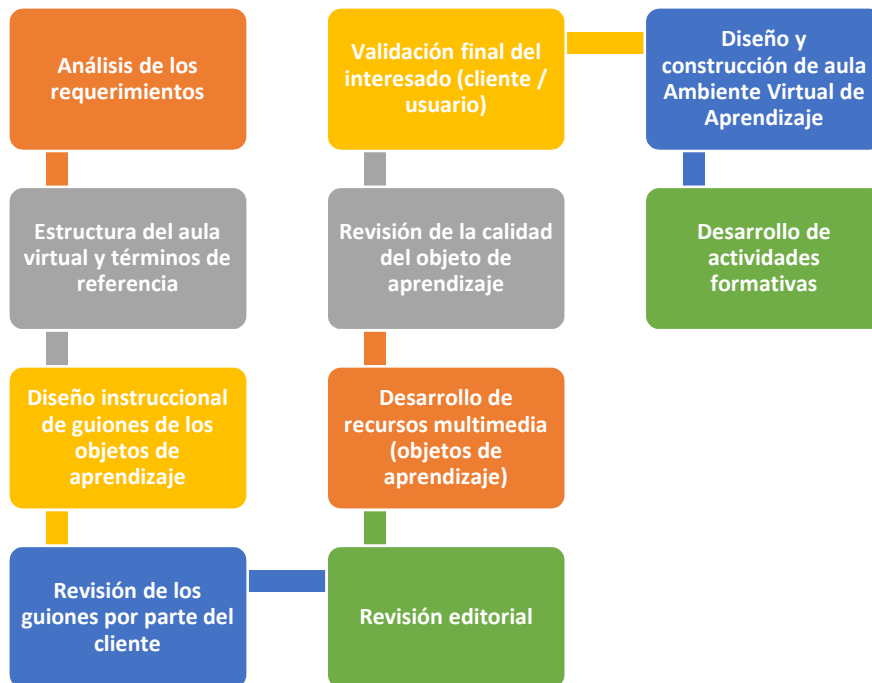 Análisis de los
requerimientos
Estructura del aula
virtual y términos de
referencia
Diseño instruccional
de guiones de los
objetos de
aprendizaje
Revisión de los
guiones por parte del
cliente
Revisión editorial
Desarrollo de
recursos multimedia
(objetos de
aprendizaje)
Revisión de la calidad
del objeto de
aprendizaje
Validación final del
interesado (cliente /
usuario)
Diseño y
construcción de aula
Ambiente Virtual de
Aprendizaje
Desarrollo de
actividades
formativas